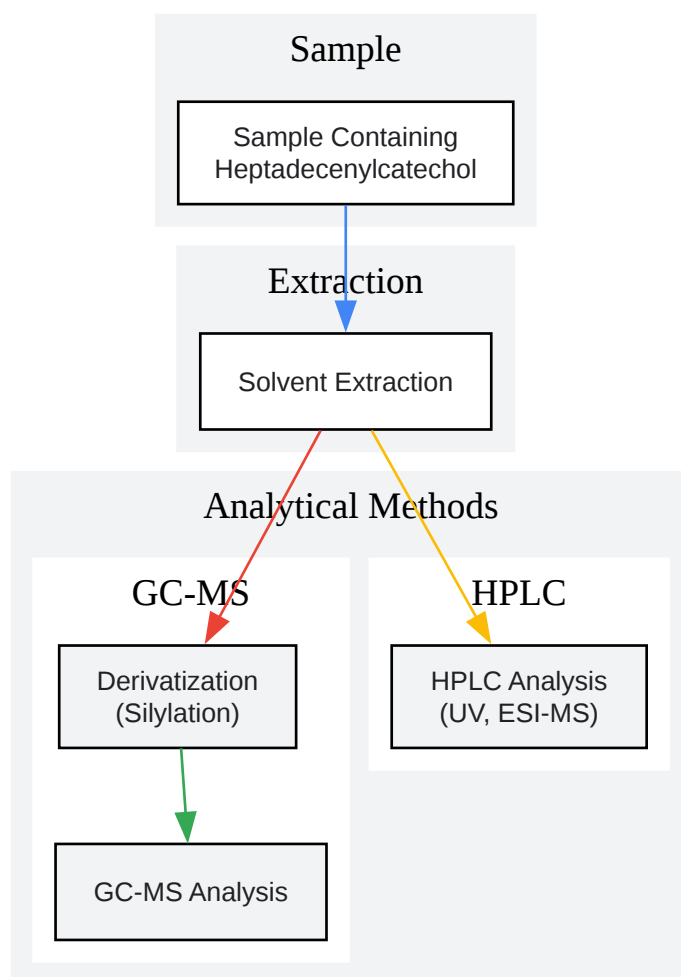 Sample
Sample Containing
Heptadecenylcatechol
Extraction
Solvent Extraction
Analytical Methods
GC-MS
Derivatization
(Silylation)
GC-MS Analysis
HPLC
HPLC Analysis
(UV, ESI-MS)